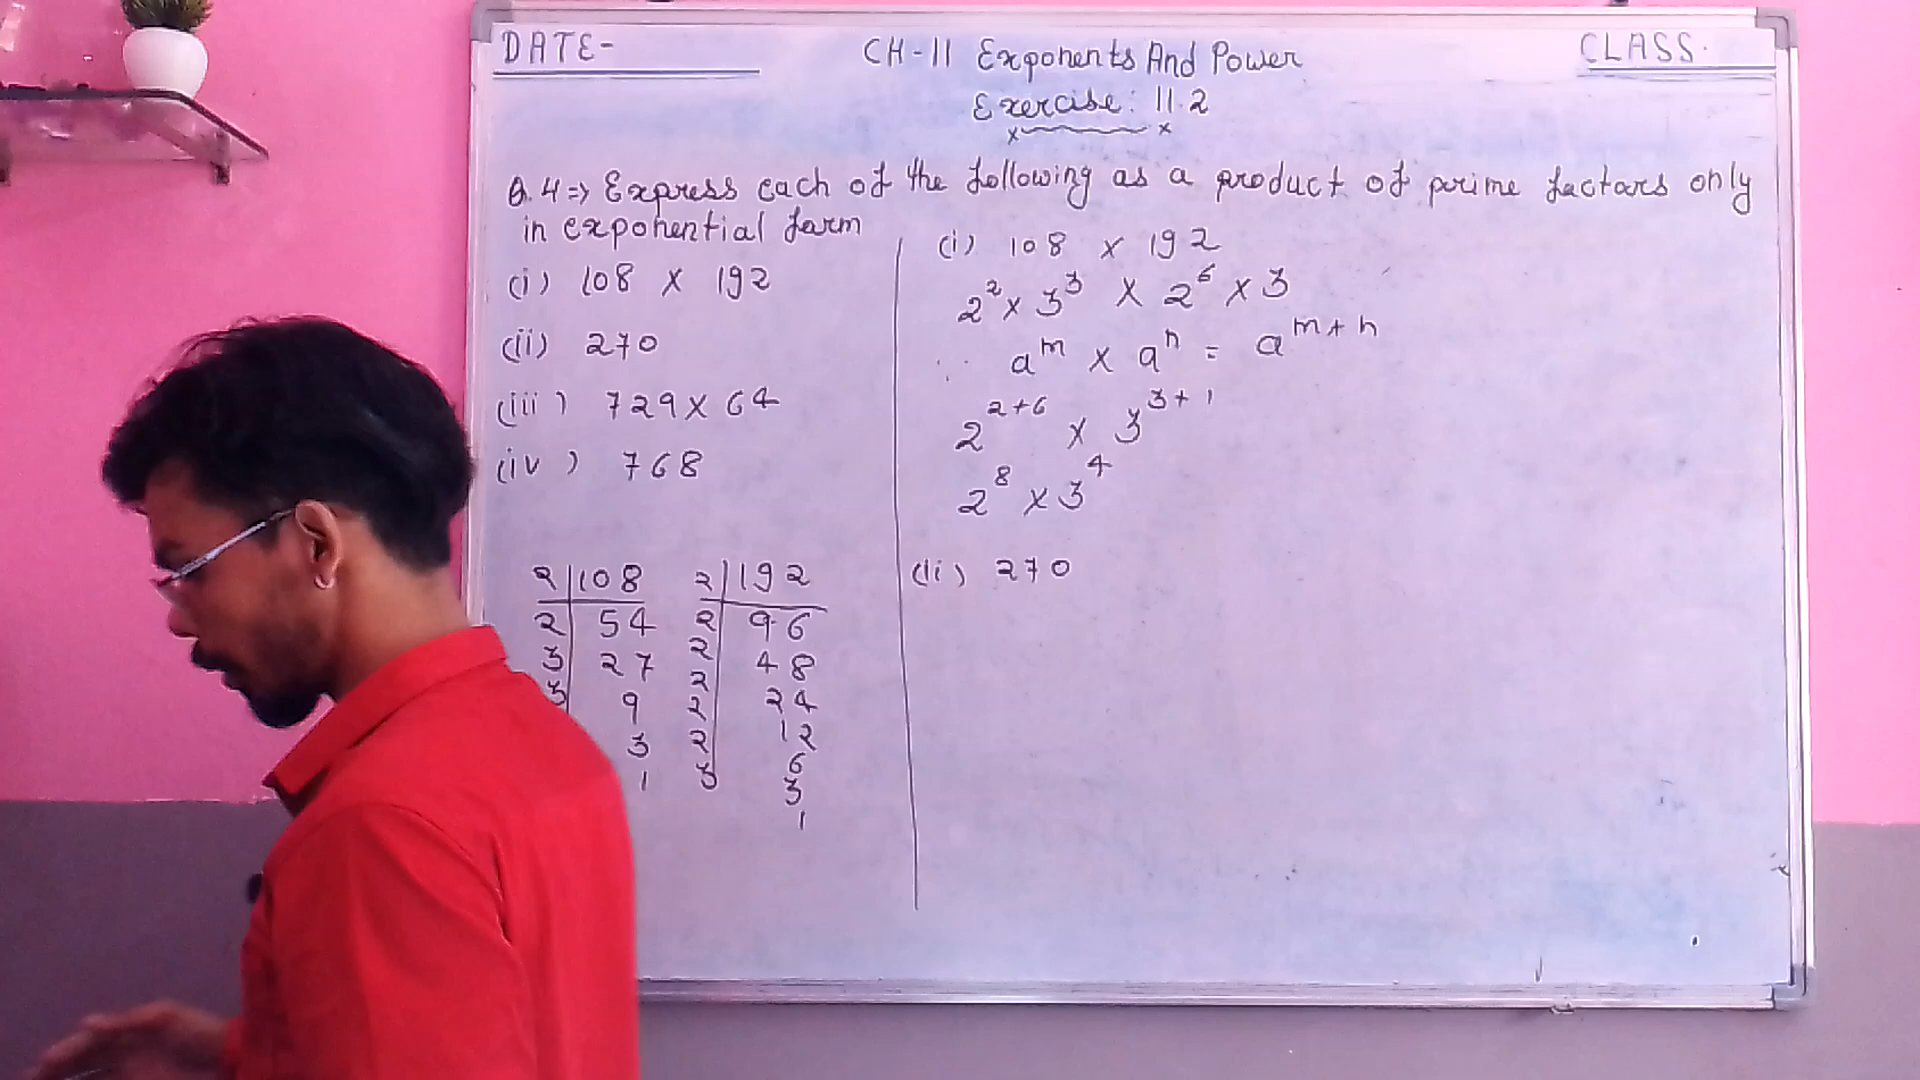 DATE-
CH-11 Exponents And Power
CLASS.
Exercise: 11.2
Q.4=> Express each of the following as a product of prime factors only
in exponential form
(i) 108 x 192
(ii) 270
(iii) 729 x 64
(iv) 768
2 | 108
2 | 54
3 | 27
3 | 9
3
1
2 | 192
2 | 96
2 | 48
2 | 24
2 | 12
2 | 6
3 | 3
1
(i) 108 x 192
2² x 3³ x 2⁶ x 3
∵ aᵐ x aⁿ = aᵐ⁺ⁿ
2²⁺⁶ x 3³⁺¹
2⁸ x 3⁴
(ii) 270